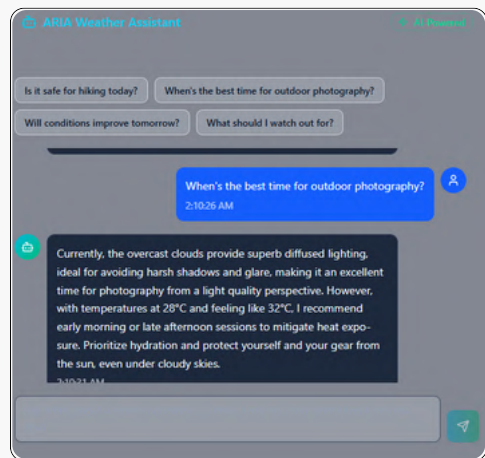 ARIA Weather Assistant
AI Powered
Is it safe for hiking today?
When's the best time for outdoor photography?
Will conditions improve tomorrow?
What should I watch out for?
When's the best time for outdoor photography?
2:10:26 AM
Currently, the overcast clouds provide superb diffused lighting,
ideal for avoiding harsh shadows and glare, making it an excellent
time for photography from a light quality perspective. However,
with temperatures at 28°C and feeling like 32°C, I recommend
early morning or late afternoon sessions to mitigate heat expo-
sure. Prioritize hydration and protect yourself and your gear from
the sun, even under cloudy skies.
2:10:31 AM